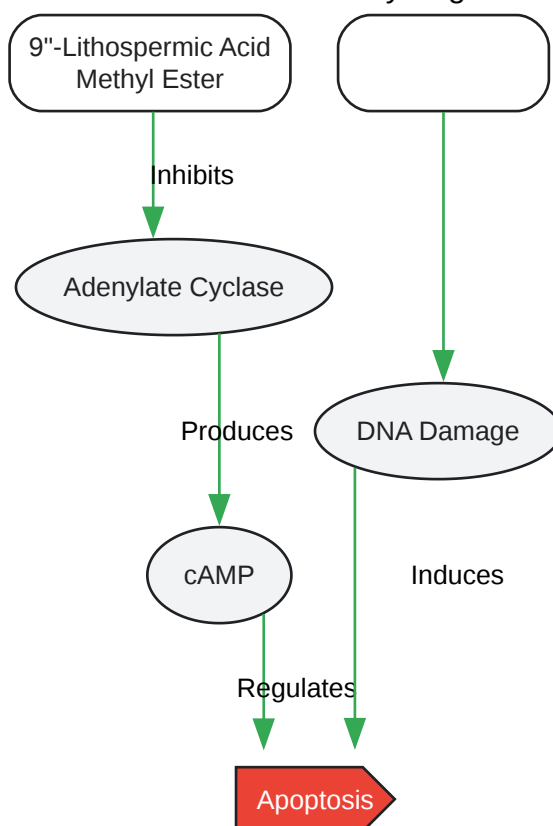 9"-Lithospermic Acid
Methyl Ester
Inhibits
Adenylate Cyclase
Produces
DNA Damage
cAMP
Induces
Regulates
Apoptosis